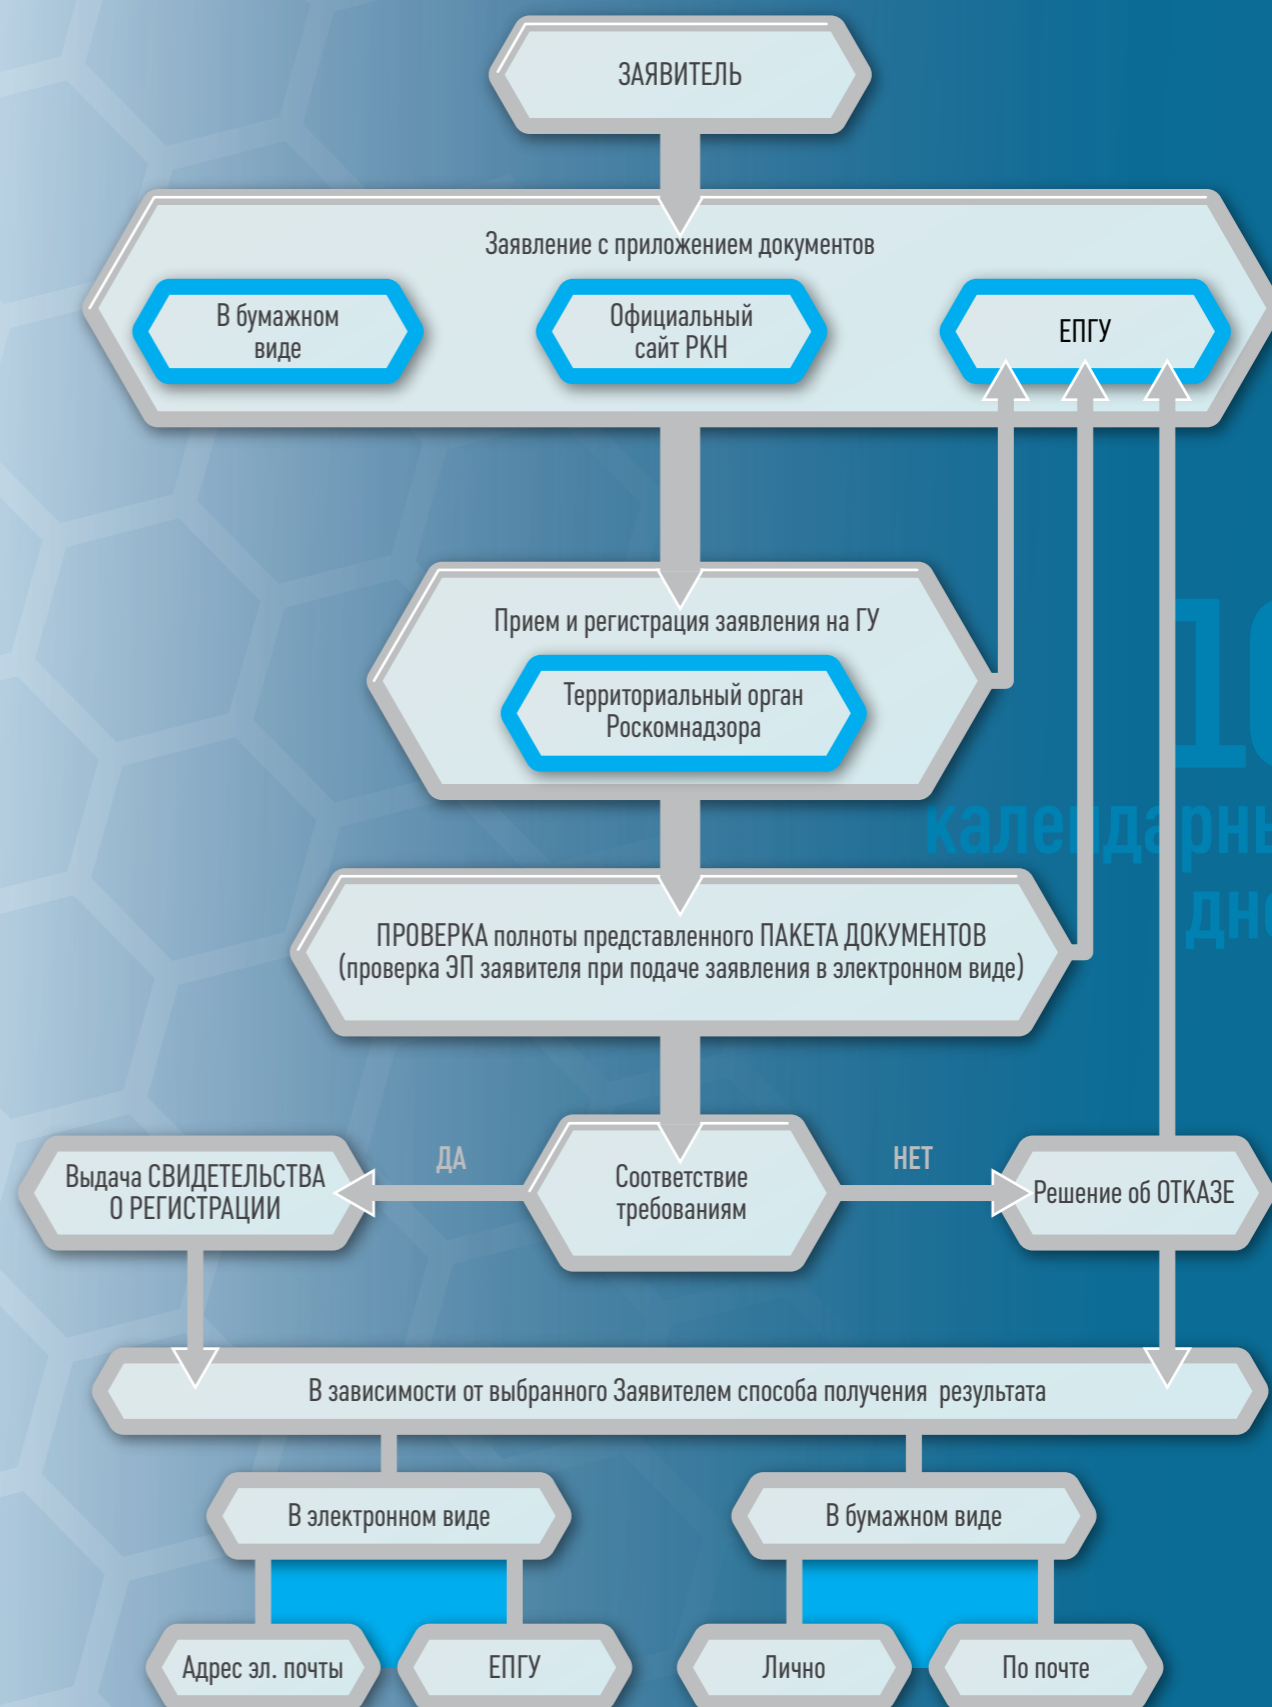 ЗАЯВИТЕЛЬ
Заявление с приложением документов
В бумажном
виде
Официальный
сайт РКН
ЕПГУ
Прием и регистрация заявления на ГУ
Территориальный орган
Роскомнадзора
ПРОВЕРКА полноты представленного ПАКЕТА ДОКУМЕНТОВ
(проверка ЭП заявителя при подаче заявления в электронном виде)
Выдача СВИДЕТЕЛЬСТВА
О РЕГИСТРАЦИИ
ДА
Соответствие
требованиям
НЕТ
Решение об ОТКАЗЕ
В зависимости от выбранного Заявителем способа получения результата
В электронном виде
В бумажном виде
Адрес эл. почты
ЕПГУ
Лично
По почте